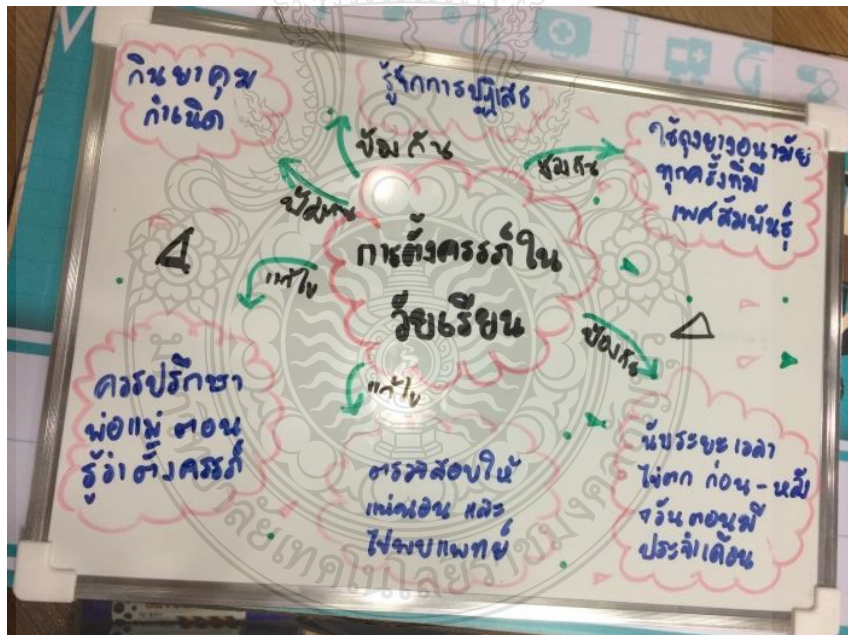 กินยาคุม
กำเนิด
รู้จักการปฏิเสธ
ใช้ถุงยางอนามัย
ทุกครั้งที่มี
เพศสัมพันธุ์
ป้องกัน
ป้องกัน
ป้องกัน
การตั้งครรภ์ใน
วัยเรียน
แก้ไข
ป้องกัน
แก้ไข
ควรปรึกษา
พ่อแม่ ตอน
รู้ว่าตั้งครรภ์
ตรวจสอบให้
แน่นอน และ
ไปพบแพทย์
นับระยะเวลา
ไข่ตก ก่อน - หลัง
7วันตอนมี
ประจำเดือน